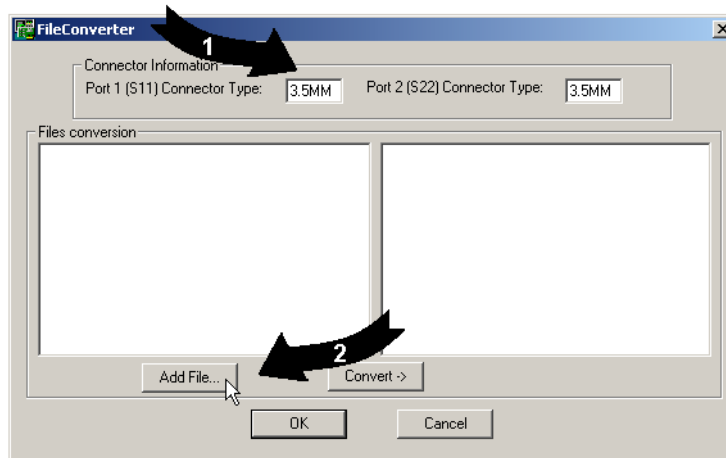 FileConverter
1
Connector Information
Port 1 (S11) Connector Type: 3.5MM Port 2 (S22) Connector Type: 3.5MM
Files conversion
2
Add File... Convert ->
OK Cancel